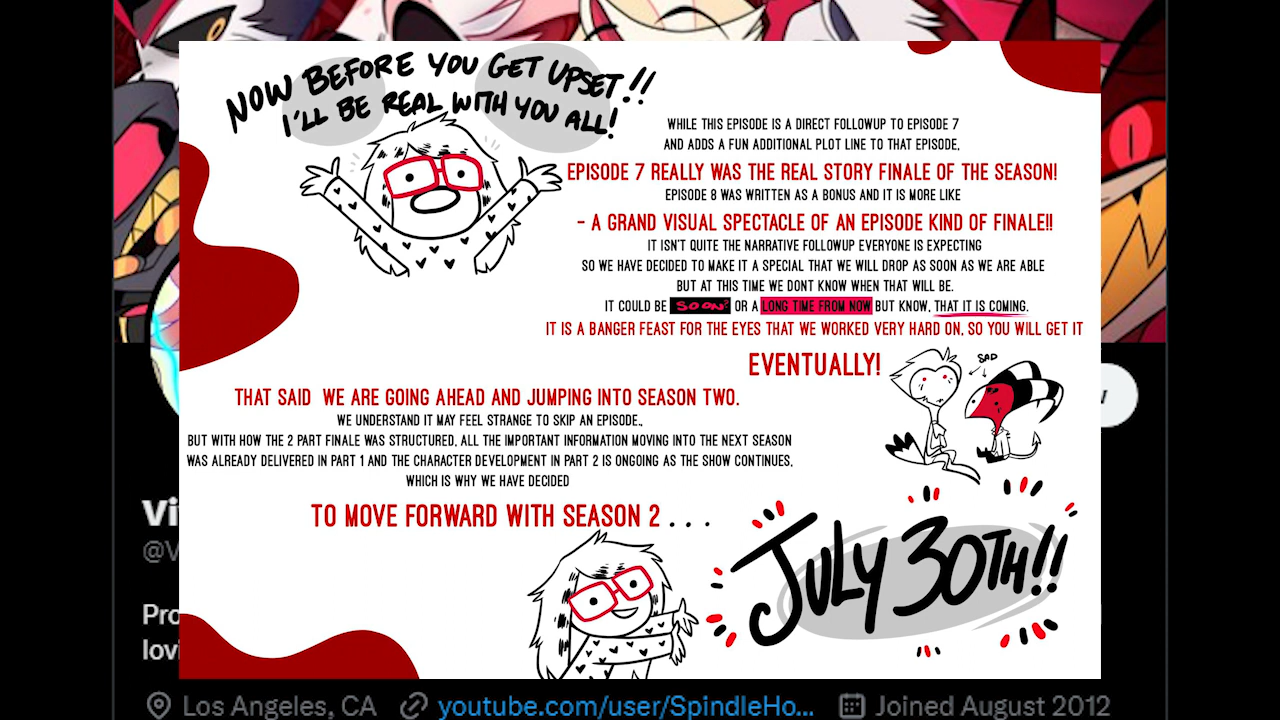 NOW BEFORE YOU GET UPSET!!
I'LL BE REAL WITH YOU ALL!
WHILE THIS EPISODE IS A DIRECT FOLLOWUP TO EPISODE 7
AND ADDS A FUN ADDITIONAL PLOT LINE TO THAT EPISODE,
EPISODE 7 REALLY WAS THE REAL STORY FINALE OF THE SEASON!
EPISODE 8 WAS WRITTEN AS A BONUS AND IT IS MORE LIKE
- A GRAND VISUAL SPECTACLE OF AN EPISODE KIND OF FINALE!!
IT ISN'T QUITE THE NARRATIVE FOLLOWUP EVERYONE IS EXPECTING
SO WE HAVE DECIDED TO MAKE IT A SPECIAL THAT WE WILL DROP AS SOON AS WE ARE ABLE
BUT AT THIS TIME WE DONT KNOW WHEN THAT WILL BE.
IT COULD BE SOON? OR A LONG TIME FROM NOW BUT KNOW, THAT IT IS COMING.
IT IS A BANGER FEAST FOR THE EYES THAT WE WORKED VERY HARD ON, SO YOU WILL GET IT
EVENTUALLY!
SAD
THAT SAID WE ARE GOING AHEAD AND JUMPING INTO SEASON TWO.
WE UNDERSTAND IT MAY FEEL STRANGE TO SKIP AN EPISODE.,
BUT WITH HOW THE 2 PART FINALE WAS STRUCTURED, ALL THE IMPORTANT INFORMATION MOVING INTO THE NEXT SEASON
WAS ALREADY DELIVERED IN PART 1 AND THE CHARACTER DEVELOPMENT IN PART 2 IS ONGOING AS THE SHOW CONTINUES,
WHICH IS WHY WE HAVE DECIDED
TO MOVE FORWARD WITH SEASON 2 . . .
JULY 30TH!!
Vi
@V
Pro
lovi
Los Angeles, CA youtube.com/user/SpindleHo... Joined August 2012